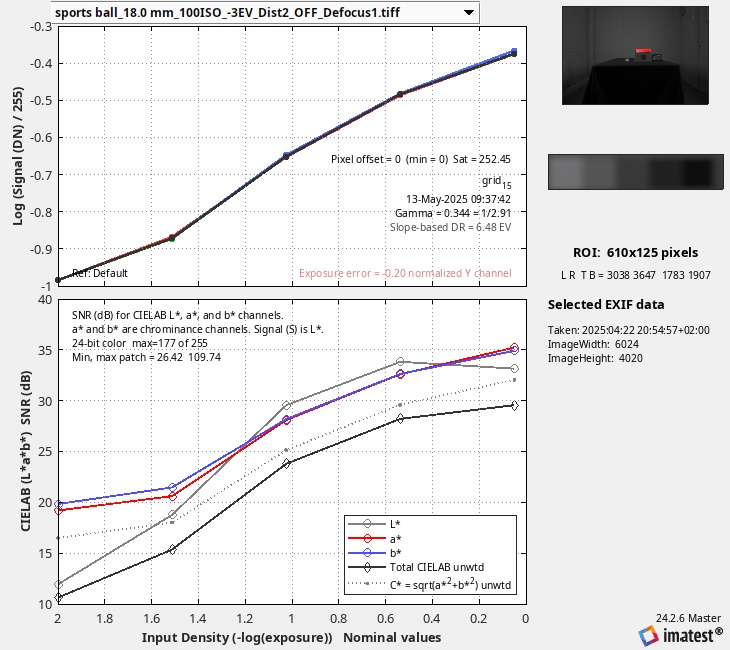 sports ball_18.0 mm_100ISO_-3EV_Dist2_OFF_Defocus1.tiff
-0.3
-0.4
-0.5
-0.6
-0.7
-0.8
-0.9
-1
Log (Signal (DN) / 255)
Pixel offset = 0 (min = 0) Sat = 252.45
grid15
13-May-2025 09:37:42
Gamma = 0.344 = 1/2.91
Slope-based DR = 6.48 EV
Ref: Default
Exposure error = -0.20 normalized Y channel
ROI: 610x125 pixels
L R T B = 3038 3647 1783 1907
Selected EXIF data
Taken: 2025:04:22 20:54:57+02:00
ImageWidth: 6024
ImageHeight: 4020
40
35
30
25
20
15
10
CIELAB (L*a*b*) SNR (dB)
SNR (dB) for CIELAB L*, a*, and b* channels.
a* and b* are chrominance channels. Signal (S) is L*.
24-bit color max=177 of 255
Min, max patch = 26.42 109.74
L*
a*
b*
Total CIELAB unwtd
C* = sqrt(a*2+b*2) unwtd
2 1.8 1.6 1.4 1.2 1 0.8 0.6 0.4 0.2 0
Input Density (-log(exposure)) Nominal values
24.2.6 Master
imatest®